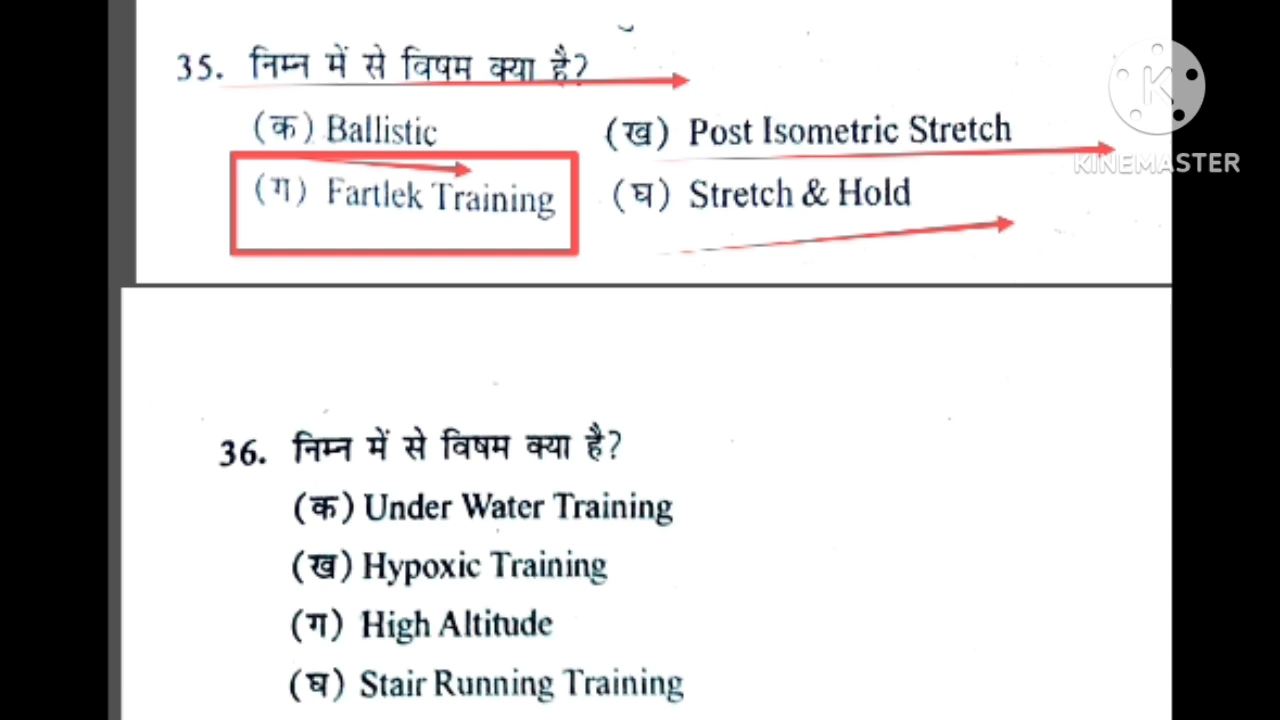 35. निम्न में से विषम क्या है?
(क) Ballistic (ख) Post Isometric Stretch
(ग) Fartlek Training (घ) Stretch & Hold
K
KINEMASTER
36. निम्न में से विषम क्या है?
(क) Under Water Training
(ख) Hypoxic Training
(ग) High Altitude
(घ) Stair Running Training